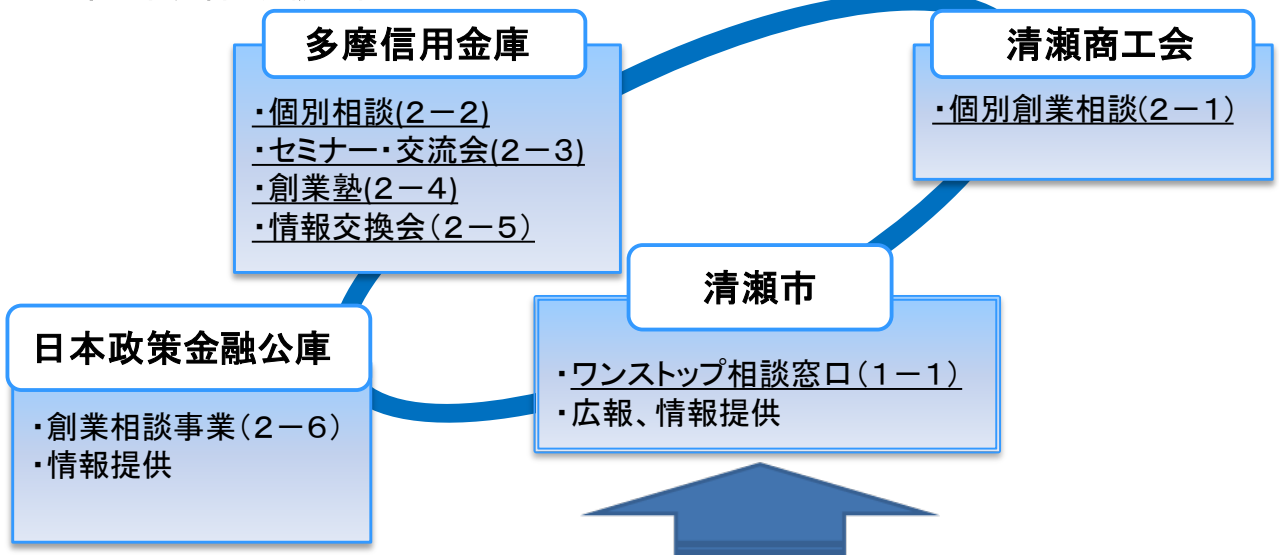 多摩信用金庫
・個別相談(２－２)
・セミナー・交流会(２－３)
・創業塾(２－４)
・情報交換会（２－５）
清瀬商工会
・個別創業相談(２－１)
清瀬市
・ワンストップ相談窓口（１－１）
・広報、情報提供
日本政策金融公庫
・創業相談事業（２－６）
・情報提供